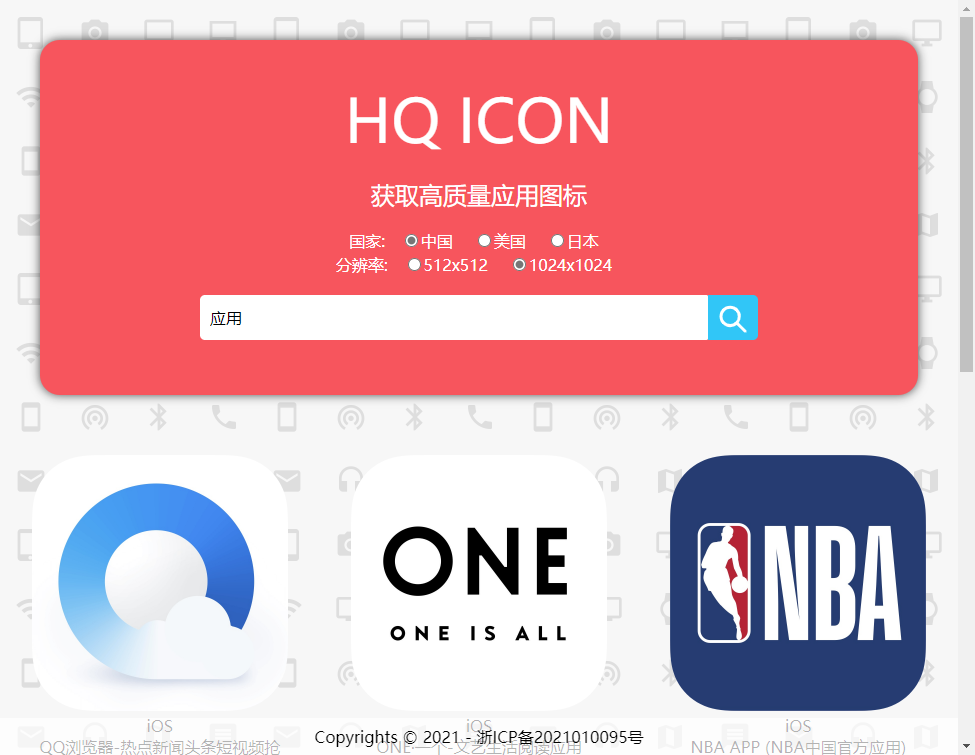 HQ ICON
获取高质量应用图标
国家: 中国 美国 日本
分辨率: 512x512 1024x1024
应用
ONE
ONE IS ALL
NBA
iOS iOS iOS
QQ浏览器-热点新闻头条短视频抢 ONE·一个-文艺生活阅读应用 NBA APP (NBA中国官方应用)
Copyrights © 2021 - 浙ICP备2021010095号